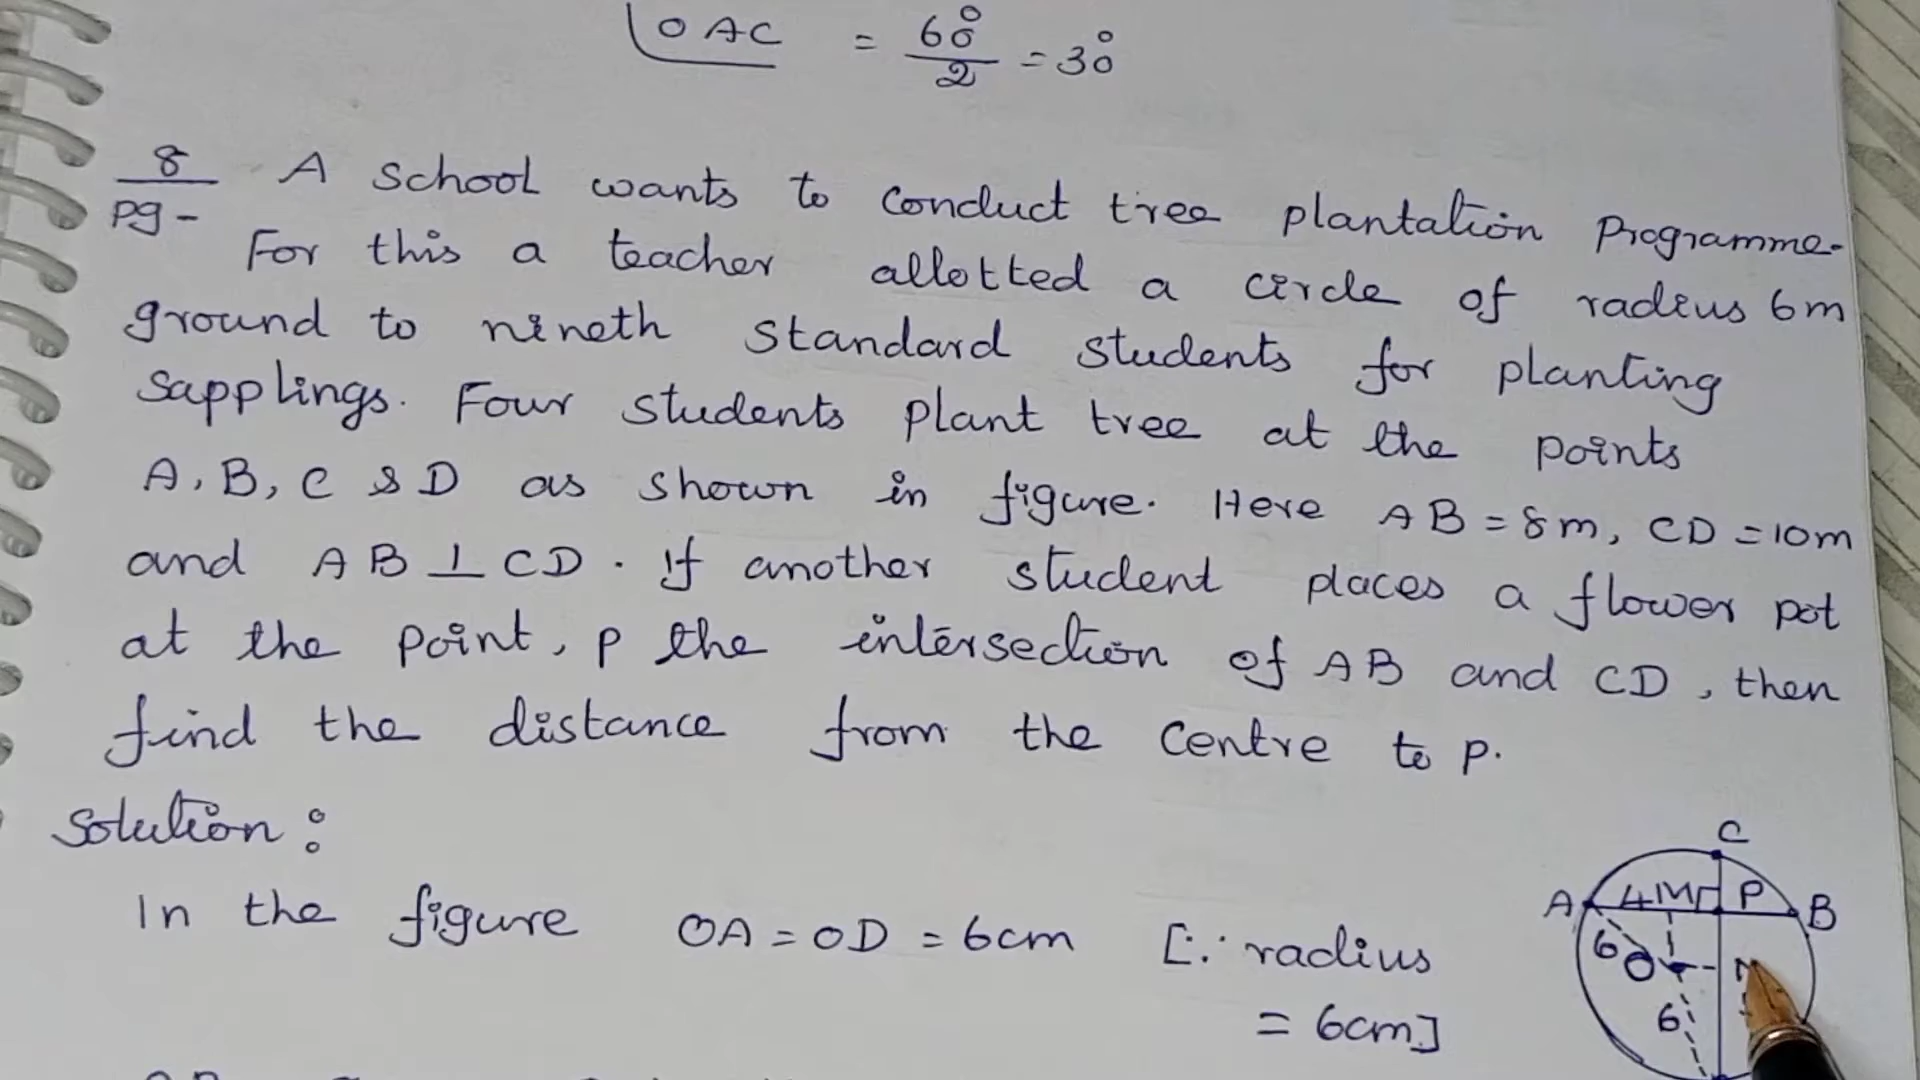 OAC = 60°/2 = 30°
8/pg- A school wants to conduct tree plantation Programme.
For this a teacher allotted a circle of radius 6m
ground to nineth standard students for planting
sapplings. Four students plant tree at the points
A, B, C & D as shown in figure. Here AB = 8m, CD = 10m
and AB ⊥ CD. If another student places a flower pot
at the point, P the intersection of AB and CD, then
find the distance from the centre to P.
Solution:
In the figure OA = OD = 6cm [∵ radius
= 6cm]
C
A 4 M P B
6 O
6